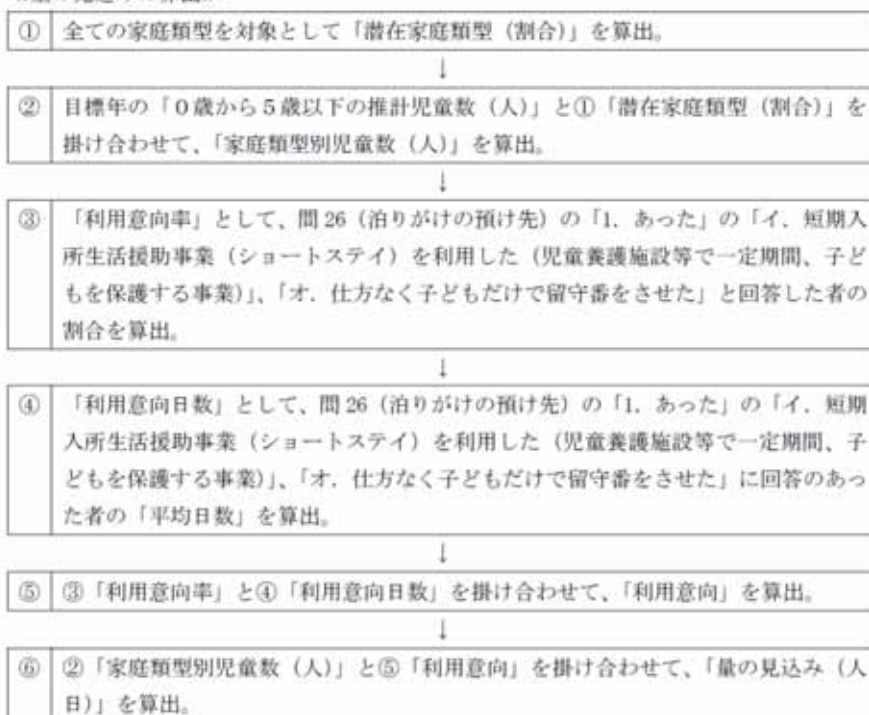 ① 全ての家庭類型を対象として「潜在家庭類型（割合）」を算出。
↓
② 目標年の「０歳から５歳以下の推計児童数（人）」と①「潜在家庭類型（割合）」を
掛け合わせて、「家庭類型別児童数（人）」を算出。
↓
③ 「利用意向率」として、問 26（泊りがけの預け先）の「1．あった」の「イ．短期入
所生活援助事業（ショートステイ）を利用した（児童養護施設等で一定期間、子ど
もを保護する事業）」、「オ．仕方なく子どもだけで留守番をさせた」と回答した者の
割合を算出。
↓
④ 「利用意向日数」として、問 26（泊りがけの預け先）の「1．あった」の「イ．短期
入所生活援助事業（ショートステイ）を利用した（児童養護施設等で一定期間、子
どもを保護する事業）」、「オ．仕方なく子どもだけで留守番をさせた」に回答のあっ
た者の「平均日数」を算出。
↓
⑤ ③「利用意向率」と④「利用意向日数」を掛け合わせて、「利用意向」を算出。
↓
⑥ ②「家庭類型別児童数（人）」と⑤「利用意向」を掛け合わせて、「量の見込み（人
日）」を算出。